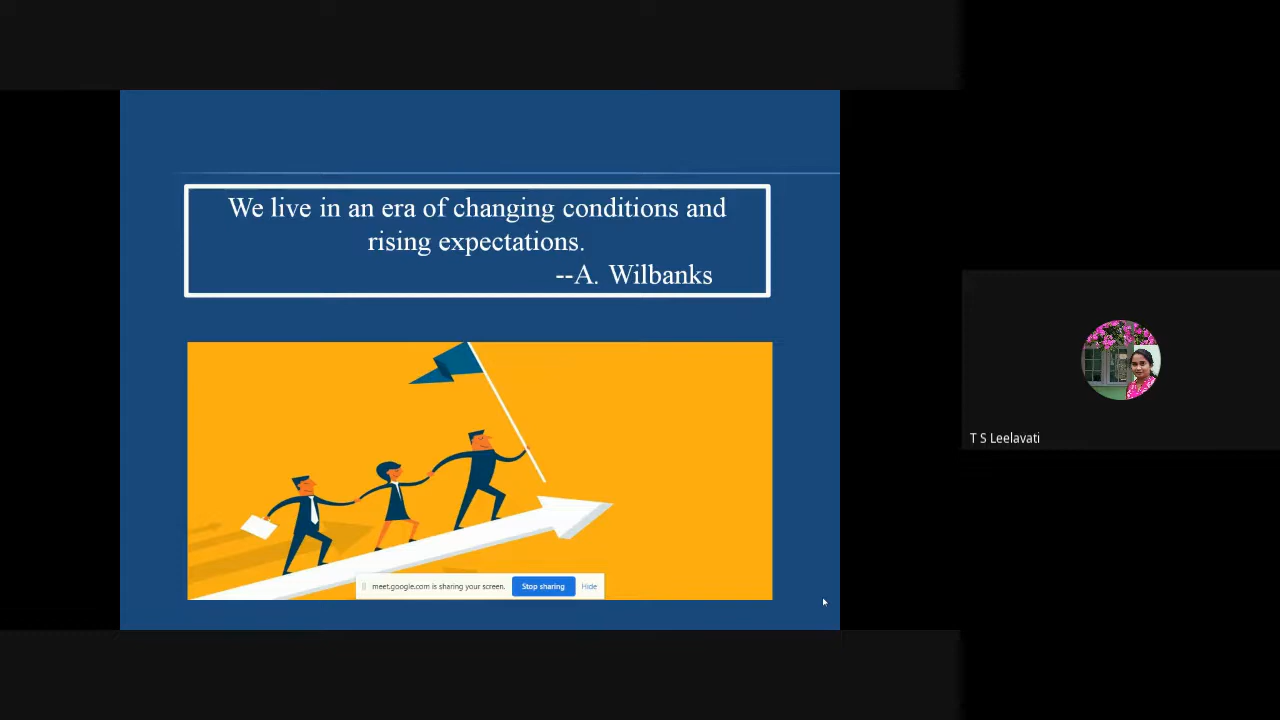 We live in an era of changing conditions and
rising expectations.
--A. Wilbanks
T S Leelavati
meet.google.com is sharing your screen.
Stop sharing
Hide